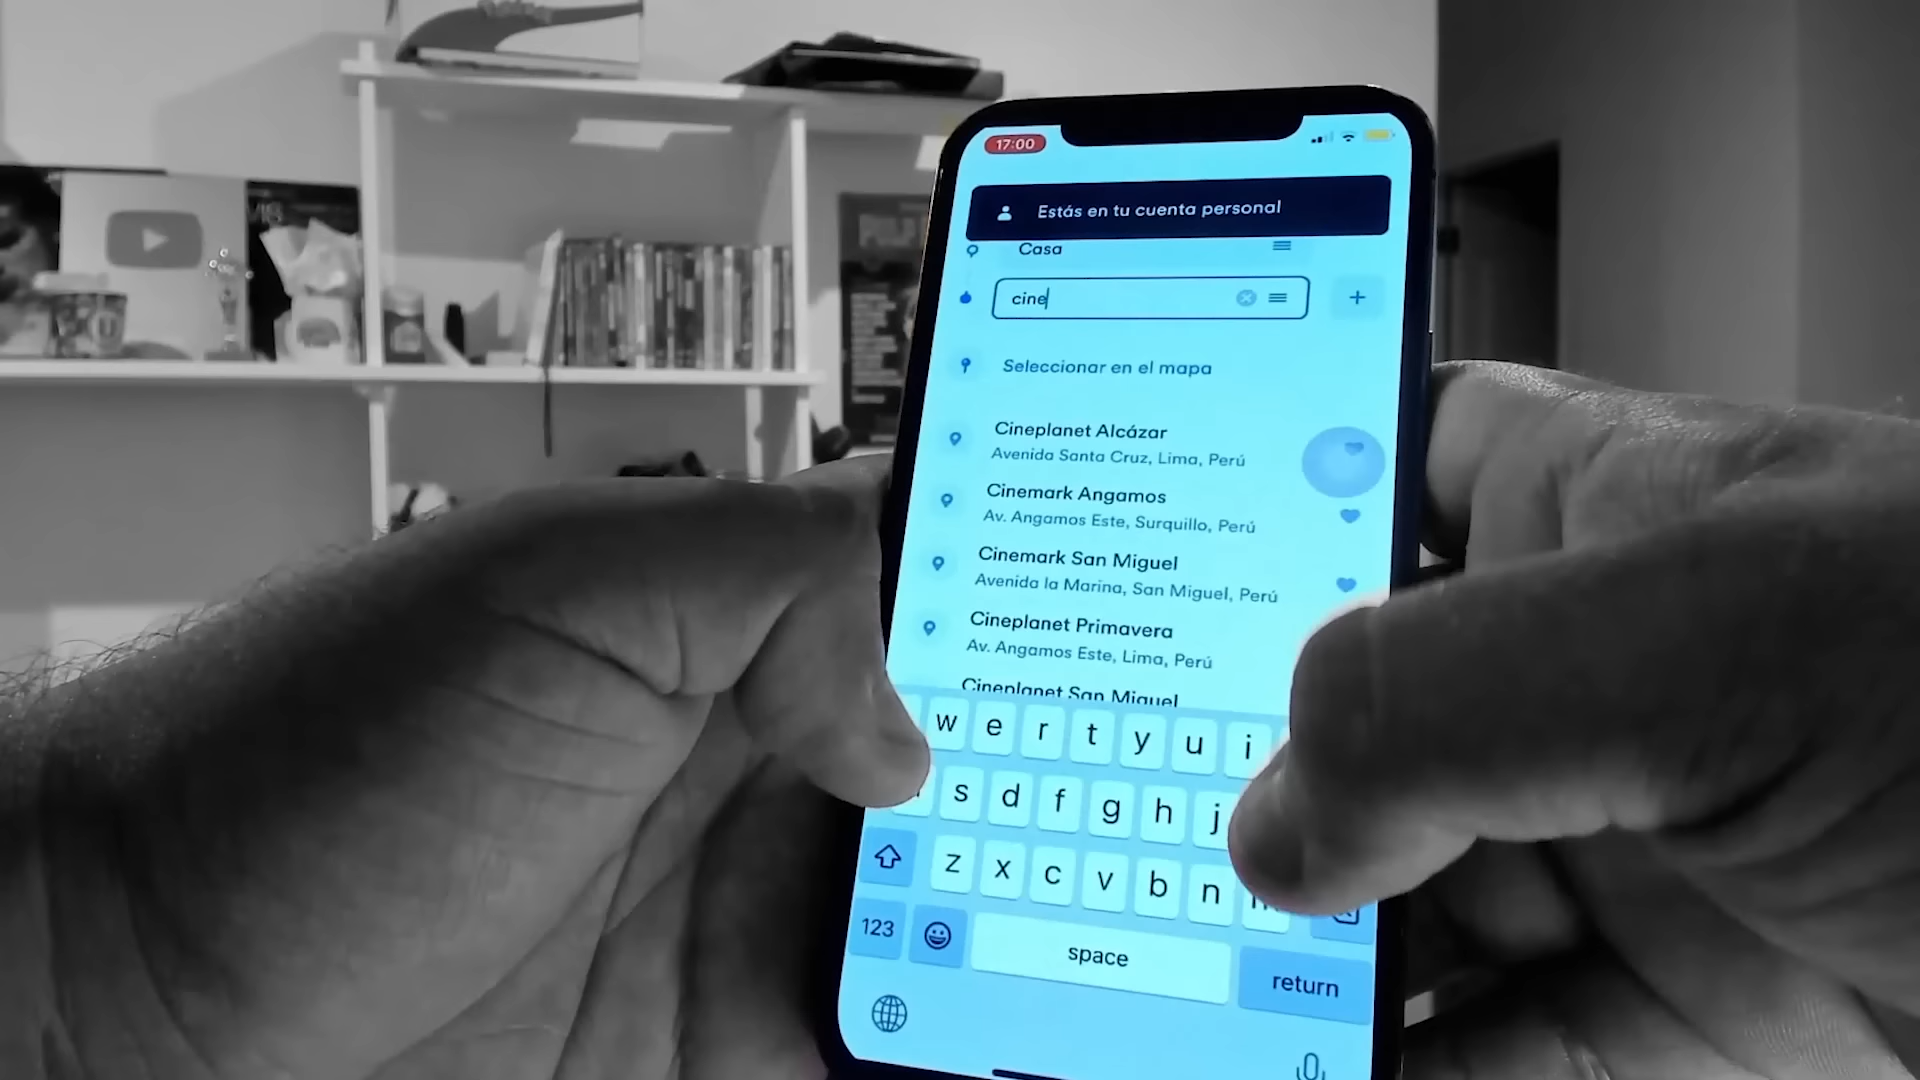 17:00
Estás en tu cuenta personal
Casa
cine
Seleccionar en el mapa
Cineplanet Alcázar
Avenida Santa Cruz, Lima, Perú
Cinemark Angamos
Av. Angamos Este, Surquillo, Perú
Cinemark San Miguel
Avenida la Marina, San Miguel, Perú
Cineplanet Primavera
Av. Angamos Este, Lima, Perú
Cineplanet San Miguel
w e r t y u i
s d f g h j
z x c v b n
123 space return